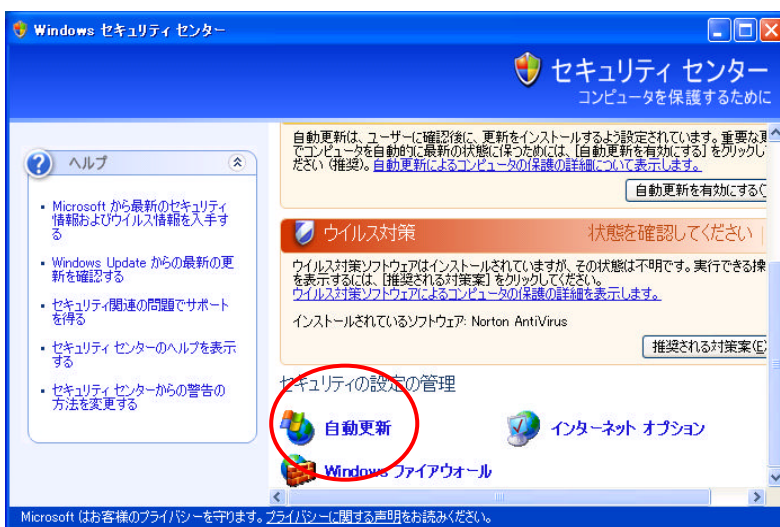 Windows セキュリティ センター
セキュリティ センター
コンピュータを保護するために
ヘルプ
Microsoft から最新のセキュリティ
情報およびウイルス情報を入手す
る
Windows Update からの最新の更
新を確認する
セキュリティ関連の問題でサポート
を得る
セキュリティ センターのヘルプを表示
する
セキュリティ センターからの警告の
方法を変更する
自動更新は、ユーザーに確認後に、更新をインストールするよう設定されています。重要な
でコンピュータを自動的に最新の状態に保つためには、[自動更新を有効にする] をクリックし
ださい (推奨)。自動更新によるコンピュータの保護の詳細について表示します。
自動更新を有効にする(
ウイルス対策
状態を確認してください
ウイルス対策ソフトウェアはインストールされていますが、その状態は不明です。実行できる操
を表示するには、[推奨される対策案] をクリックしてください。
ウイルス対策ソフトウェアによるコンピュータの保護の詳細を表示します。
インストールされているソフトウェア: Norton AntiVirus
推奨される対策案(E)
セキュリティの設定の管理
自動更新
インターネット オプション
Windows ファイアウォール
Microsoft はお客様のプライバシーを守ります。プライバシーに関する声明をお読みください。